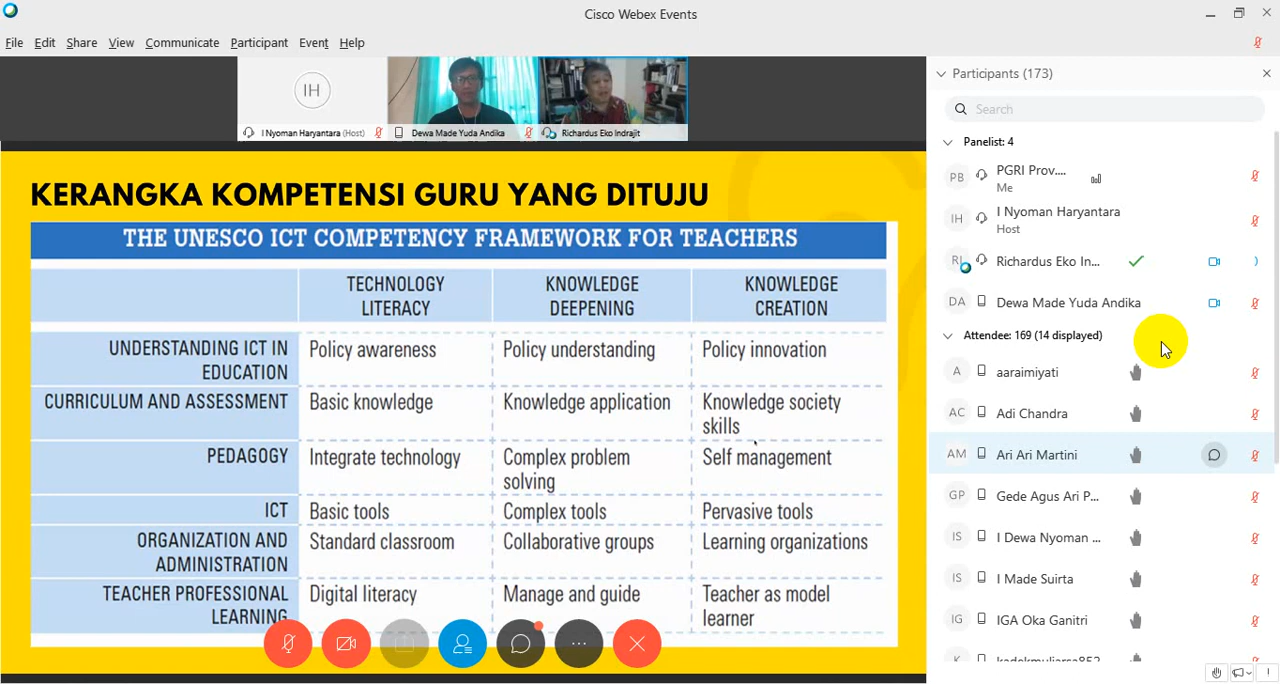 Cisco Webex Events
File Edit Share View Communicate Participant Event Help
IH
I Nyoman Haryantara (Host)
Dewa Made Yuda Andika
Richardus Eko Indrajit
KERANGKA KOMPETENSI GURU YANG DITUJU
THE UNESCO ICT COMPETENCY FRAMEWORK FOR TEACHERS
TECHNOLOGY LITERACY
KNOWLEDGE DEEPENING
KNOWLEDGE CREATION
UNDERSTANDING ICT IN EDUCATION
Policy awareness
Policy understanding
Policy innovation
CURRICULUM AND ASSESSMENT
Basic knowledge
Knowledge application
Knowledge society skills
PEDAGOGY
Integrate technology
Complex problem solving
Self management
ICT
Basic tools
Complex tools
Pervasive tools
ORGANIZATION AND ADMINISTRATION
Standard classroom
Collaborative groups
Learning organizations
TEACHER PROFESSIONAL LEARNING
Digital literacy
Manage and guide
Teacher as model learner
Participants (173)
Search
Panelist: 4
PB
PGRI Prov....
Me
IH
I Nyoman Haryantara
Host
RI
Richardus Eko In...
DA
Dewa Made Yuda Andika
Attendee: 169 (14 displayed)
A
aaraimiyati
AC
Adi Chandra
AM
Ari Ari Martini
GP
Gede Agus Ari P...
IS
I Dewa Nyoman ...
IS
I Made Suirta
IG
IGA Oka Ganitri
K